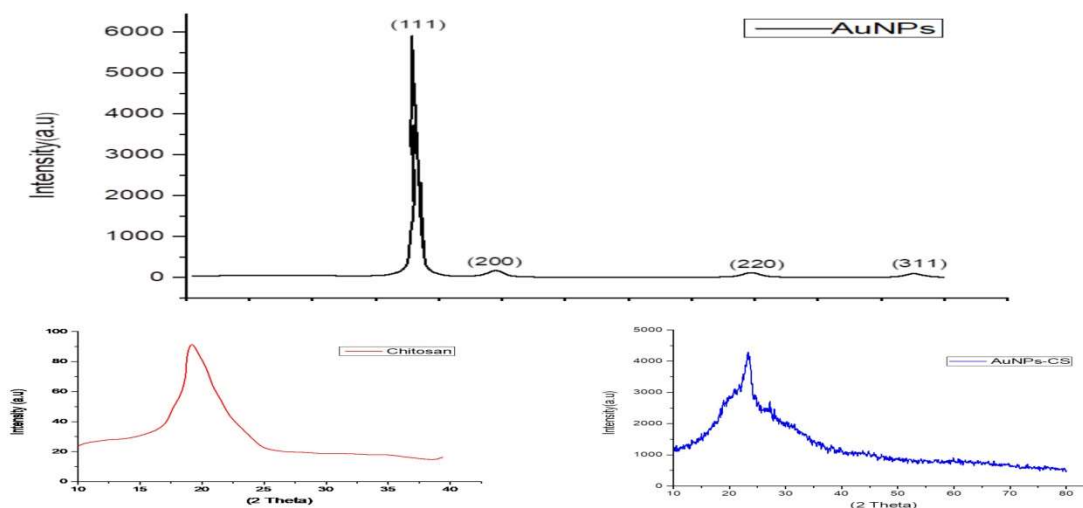 AuNPs
(111)
(200)
(220)
(311)
Intensity(a.u)
6000
5000
4000
3000
2000
1000
0
Chitosan
Intensity (a.u)
100
80
60
40
20
0
10 15 20 25 30 35 40
(2 Theta)
AuNPs-CS
Intensity(a.u)
5000
4000
3000
2000
1000
0
10 20 30 40 50 60 70 80
(2 Theta)